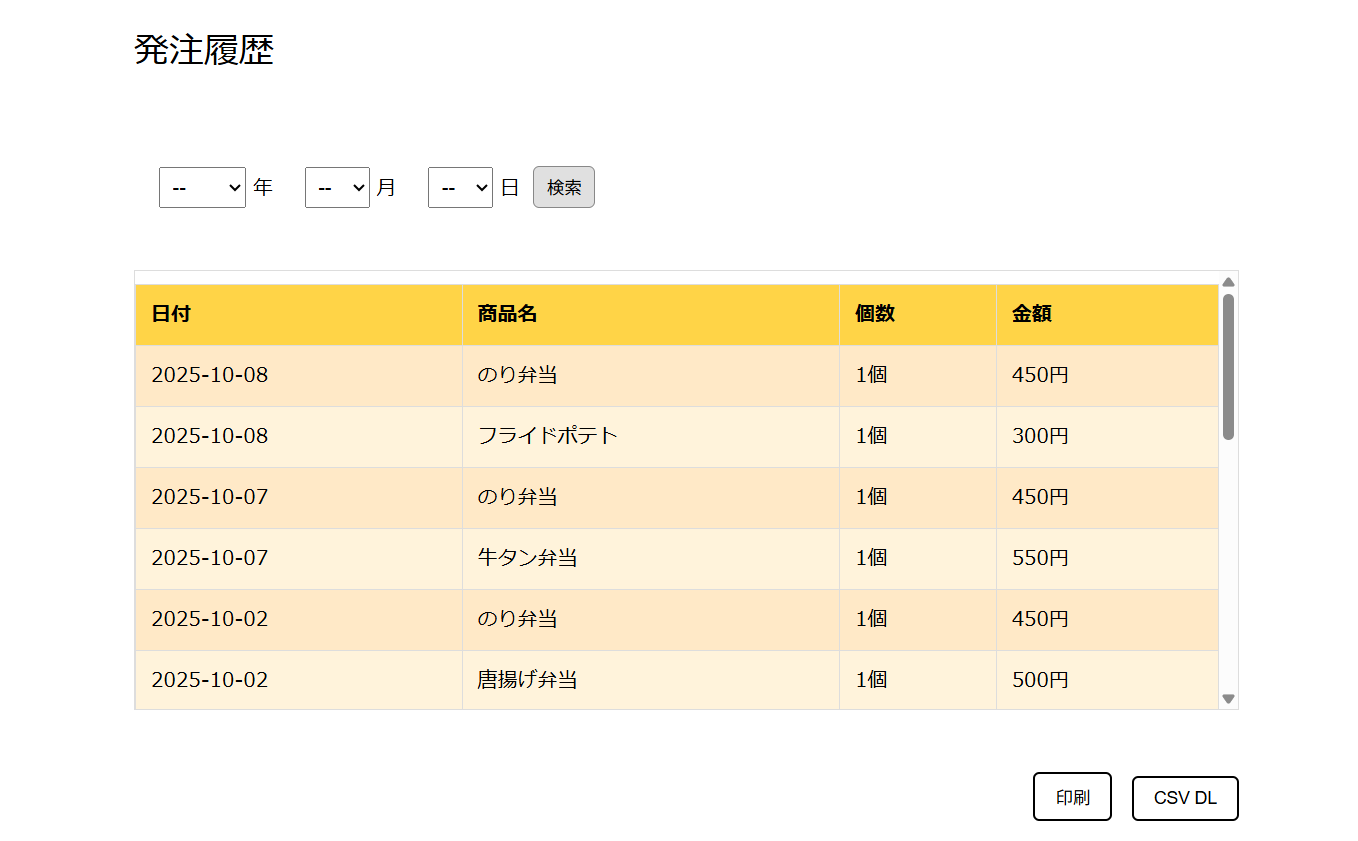 発注履歴
-- 年 -- 月 -- 日 検索
日付 商品名 個数 金額
2025-10-08 のり弁当 1個 450円
2025-10-08 フライドポテト 1個 300円
2025-10-07 のり弁当 1個 450円
2025-10-07 牛タン弁当 1個 550円
2025-10-02 のり弁当 1個 450円
2025-10-02 唐揚げ弁当 1個 500円
印刷 CSV DL